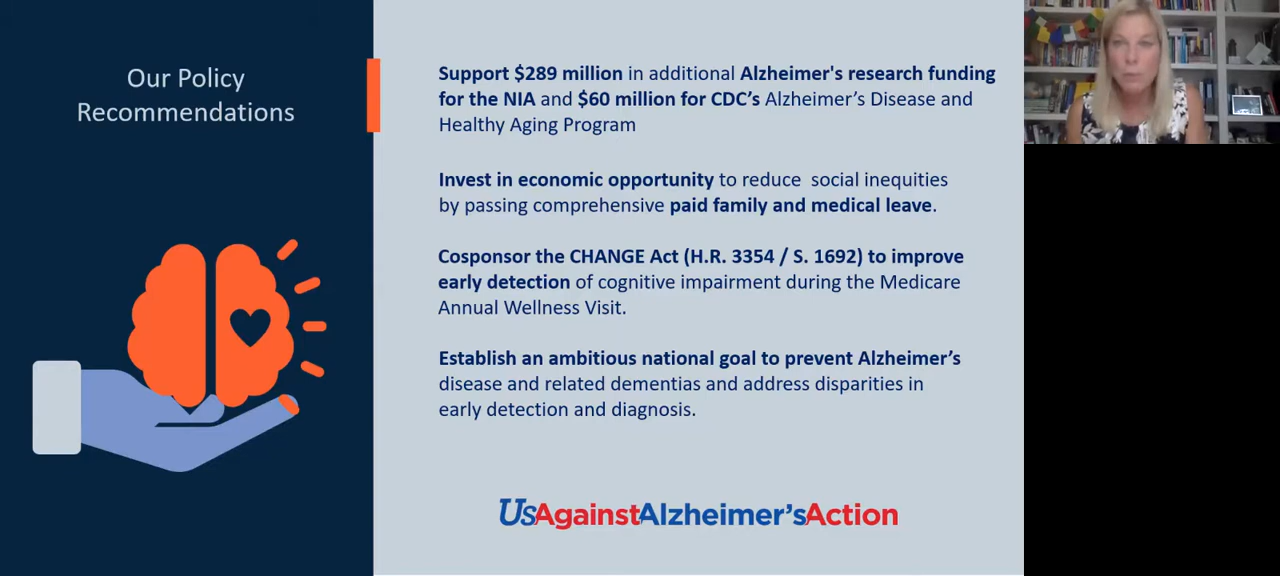 Our Policy
Recommendations
Support $289 million in additional Alzheimer's research funding
for the NIA and $60 million for CDC’s Alzheimer’s Disease and
Healthy Aging Program
Invest in economic opportunity to reduce  social inequities
by passing comprehensive paid family and medical leave.
Cosponsor the CHANGE Act (H.R. 3354 / S. 1692) to improve
early detection of cognitive impairment during the Medicare
Annual Wellness Visit.
Establish an ambitious national goal to prevent Alzheimer’s
disease and related dementias and address disparities in
early detection and diagnosis.
UsAgainstAlzheimer’sAction